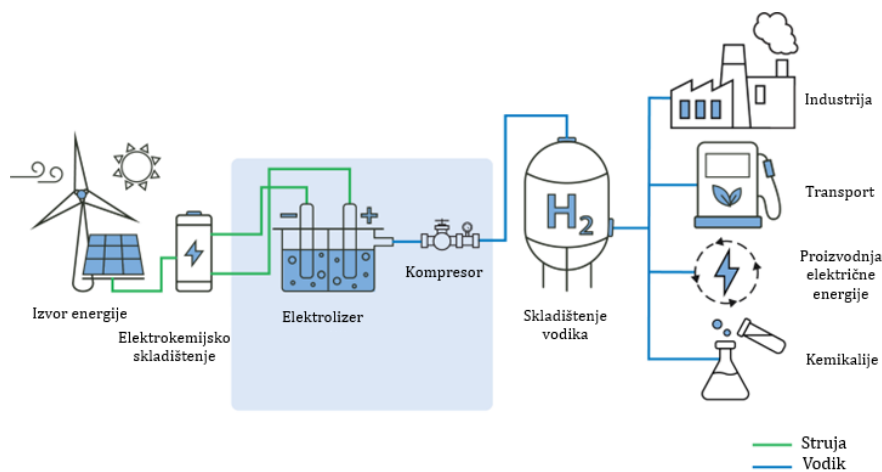 Izvor energije
Elektrokemijsko
skladištenje
−
+
Elektrolizer
Kompresor
H2
Skladištenje
vodika
Industrija
Transport
Proizvodnja
električne
energije
Kemikalije
Struja
Vodik